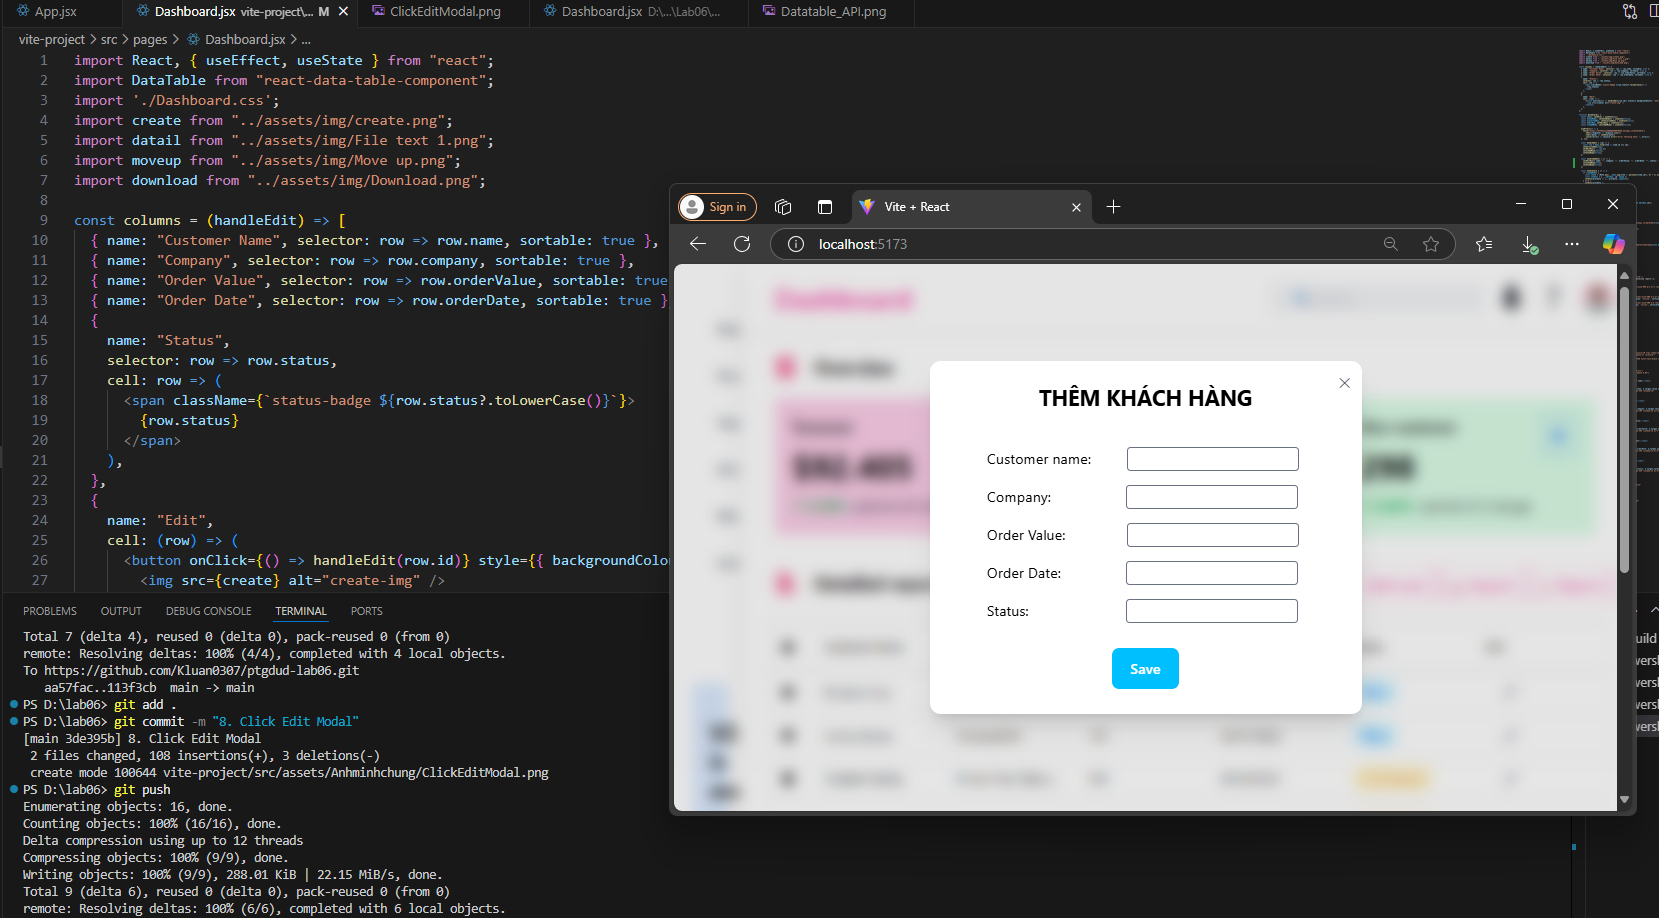 App.jsx
Dashboard.jsx vite-project\... M
ClickEditModal.png
Dashboard.jsx D:\...\Lab06\...
Datatable_API.png
vite-project > src > pages > Dashboard.jsx > ...
1 import React, { useEffect, useState } from "react";
2 import DataTable from "react-data-table-component";
3 import './Dashboard.css';
4 import create from "../assets/img/create.png";
5 import datail from "../assets/img/File text 1.png";
6 import moveup from "../assets/img/Move up.png";
7 import download from "../assets/img/Download.png";
8
9 const columns = (handleEdit) => [
10 { name: "Customer Name", selector: row => row.name, sortable: true },
11 { name: "Company", selector: row => row.company, sortable: true },
12 { name: "Order Value", selector: row => row.orderValue, sortable: true
13 { name: "Order Date", selector: row => row.orderDate, sortable: true }
14 {
15 name: "Status",
16 selector: row => row.status,
17 cell: row => (
18 <span className={`status-badge ${row.status?.toLowerCase()}`}>
19 {row.status}
20 </span>
21 ),
22 },
23 {
24 name: "Edit",
25 cell: (row) => (
26 <button onClick={() => handleEdit(row.id)} style={{ backgroundColo
27 <img src={create} alt="create-img" />
PROBLEMS OUTPUT DEBUG CONSOLE TERMINAL PORTS
Total 7 (delta 4), reused 0 (delta 0), pack-reused 0 (from 0)
remote: Resolving deltas: 100% (4/4), completed with 4 local objects.
To https://github.com/Kluan0307/ptgdud-lab06.git
aa57fac..113f3cb main -> main
PS D:\lab06> git add .
PS D:\lab06> git commit -m "8. Click Edit Modal"
[main 3de395b] 8. Click Edit Modal
2 files changed, 108 insertions(+), 3 deletions(-)
create mode 100644 vite-project/src/assets/Anhminhchung/ClickEditModal.png
PS D:\lab06> git push
Enumerating objects: 16, done.
Counting objects: 100% (16/16), done.
Delta compression using up to 12 threads
Compressing objects: 100% (9/9), done.
Writing objects: 100% (9/9), 288.01 KiB | 22.15 MiB/s, done.
Total 9 (delta 6), reused 0 (delta 0), pack-reused 0 (from 0)
remote: Resolving deltas: 100% (6/6), completed with 6 local objects.
Sign in
Vite + React
localhost:5173
Dashboard
$92.405
298
THÊM KHÁCH HÀNG
Customer name:
Company:
Order Value:
Order Date:
Status:
Save
uild
wersl
wersl
wersl
wersl